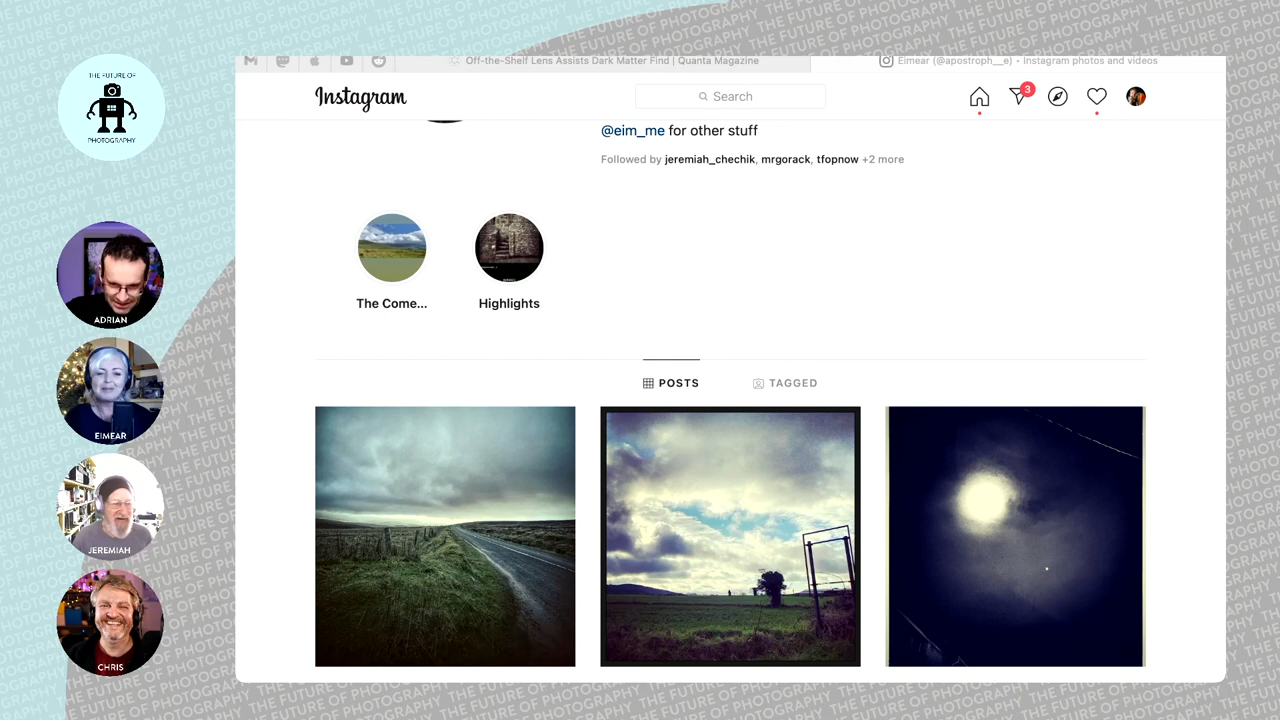 THE FUTURE OF
PHOTOGRAPHY
ADRIAN
EIMEAR
JEREMIAH
CHRIS
Off-the-Shelf Lens Assists Dark Matter Find | Quanta Magazine
Eimear (@apostroph__e) • Instagram photos and videos
Instagram
Search
3
@eim_me for other stuff
Followed by jeremiah_chechik, mrgorack, tfopnow +2 more
The Come...
Highlights
POSTS
TAGGED
THE FUTURE OF PHOTOGRAPHY